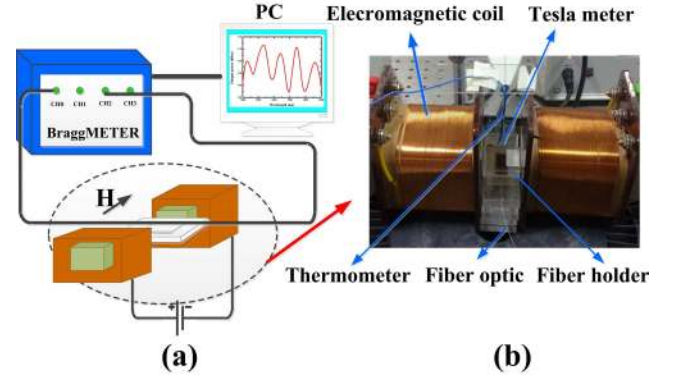 PC
Elecromagnetic coil
Tesla meter
CH0 CH1 CH2 CH3
BraggMETER
H
+ −
Thermometer
Fiber optic
Fiber holder
(a)
(b)